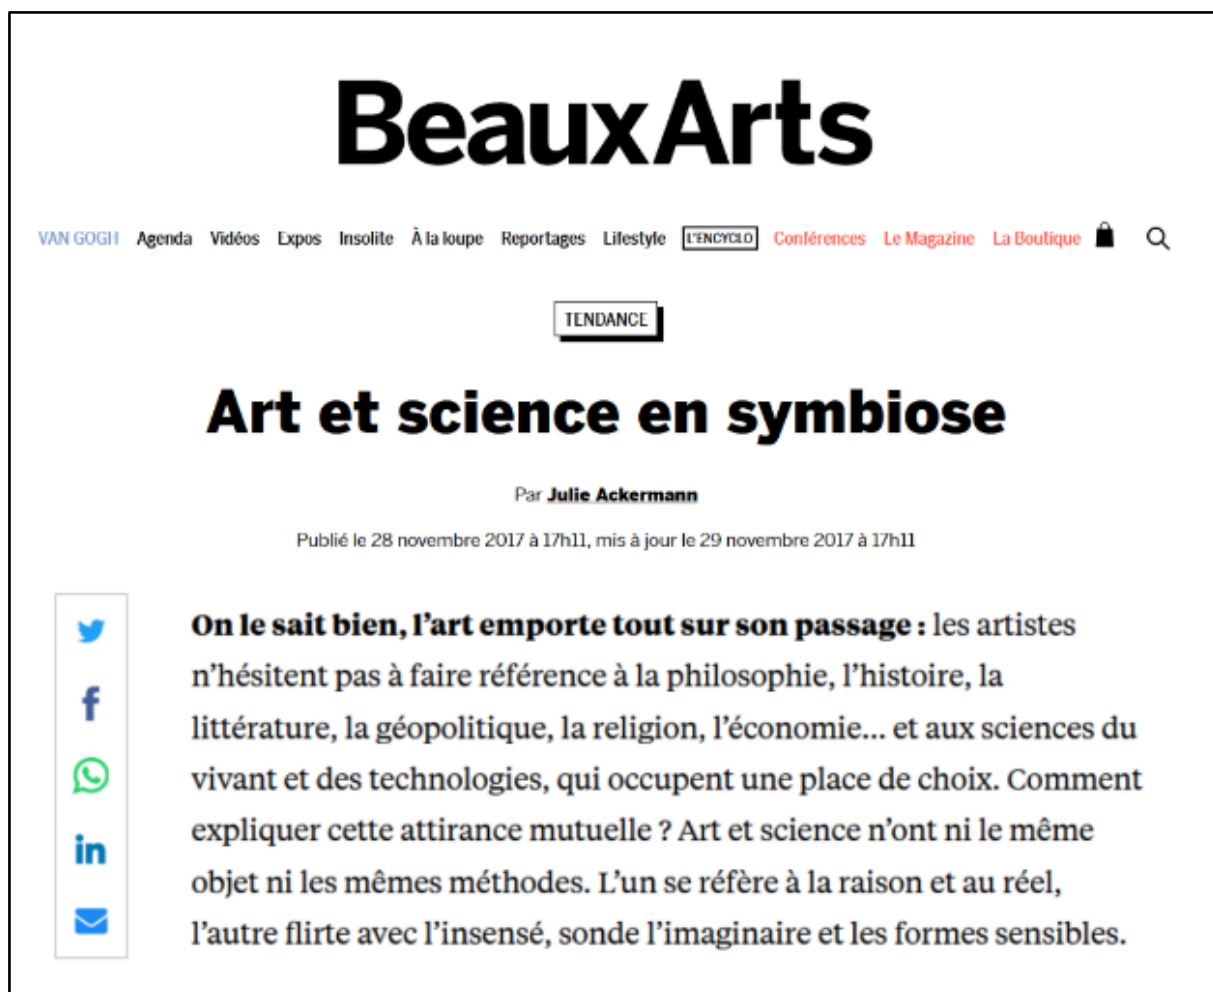 BeauxArts
VAN GOGH Agenda Vidéos Expos Insolite À la loupe Reportages Lifestyle L'ENCYCLO Conférences Le Magazine La Boutique
TENDANCE
Art et science en symbiose
Par Julie Ackermann
Publié le 28 novembre 2017 à 17h11, mis à jour le 29 novembre 2017 à 17h11
On le sait bien, l’art emporte tout sur son passage : les artistes
n’hésitent pas à faire référence à la philosophie, l’histoire, la
littérature, la géopolitique, la religion, l’économie... et aux sciences du
vivant et des technologies, qui occupent une place de choix. Comment
expliquer cette attirance mutuelle ? Art et science n’ont ni le même
objet ni les mêmes méthodes. L’un se réfère à la raison et au réel,
l’autre flirte avec l’insensé, sonde l’imaginaire et les formes sensibles.